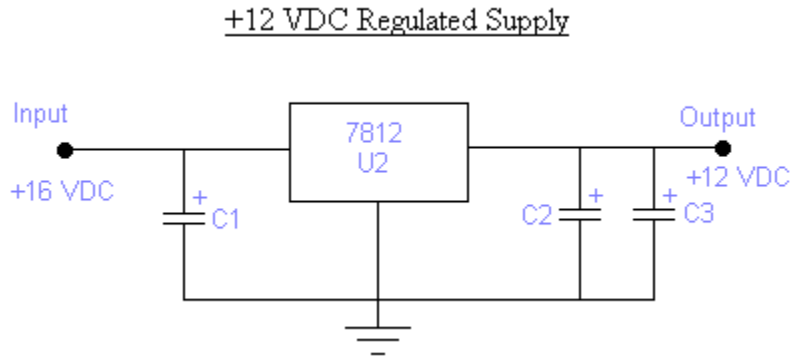 +12 VDC Regulated Supply
Input
+16 VDC
7812
U2
Output
+12 VDC
+
C1
C2
+
+
C3